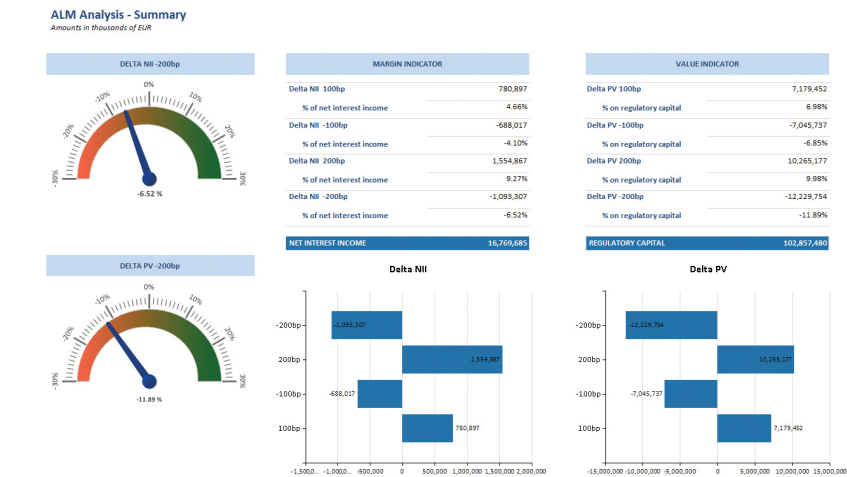 ALM Analysis - Summary
Amounts in thousands of EUR
DELTA NII -200bp
-30%
-20%
-10%
0%
10%
20%
30%
-6.52 %
DELTA PV -200bp
-30%
-20%
-10%
0%
10%
20%
30%
-11.89 %
MARGIN INDICATOR
Delta NII 100bp 780,897
% of net interest income 4.66%
Delta NII -100bp -688,017
% of net interest income -4.10%
Delta NII 200bp 1,554,867
% of net interest income 9.27%
Delta NII -200bp -1,093,307
% of net interest income -6.52%
NET INTEREST INCOME 16,769,685
VALUE INDICATOR
Delta PV 100bp 7,179,452
% on regulatory capital 6.98%
Delta PV -100bp -7,045,737
% on regulatory capital -6.85%
Delta PV 200bp 10,265,177
% on regulatory capital 9.98%
Delta PV -200bp -12,229,754
% on regulatory capital -11.89%
REGULATORY CAPITAL 102,857,480
Delta NII
-200bp -1,093,307
200bp 1,554,867
-100bp -688,017
100bp 780,897
-1,500,0... -1,000,0... -500,000 0 500,000 1,000,000 1,500,000 2,000,000
Delta PV
-200bp -12,229,754
200bp 10,265,177
-100bp -7,045,737
100bp 7,179,452
-15,000,000 -10,000,000 -5,000,000 0 5,000,000 10,000,000 15,000,000